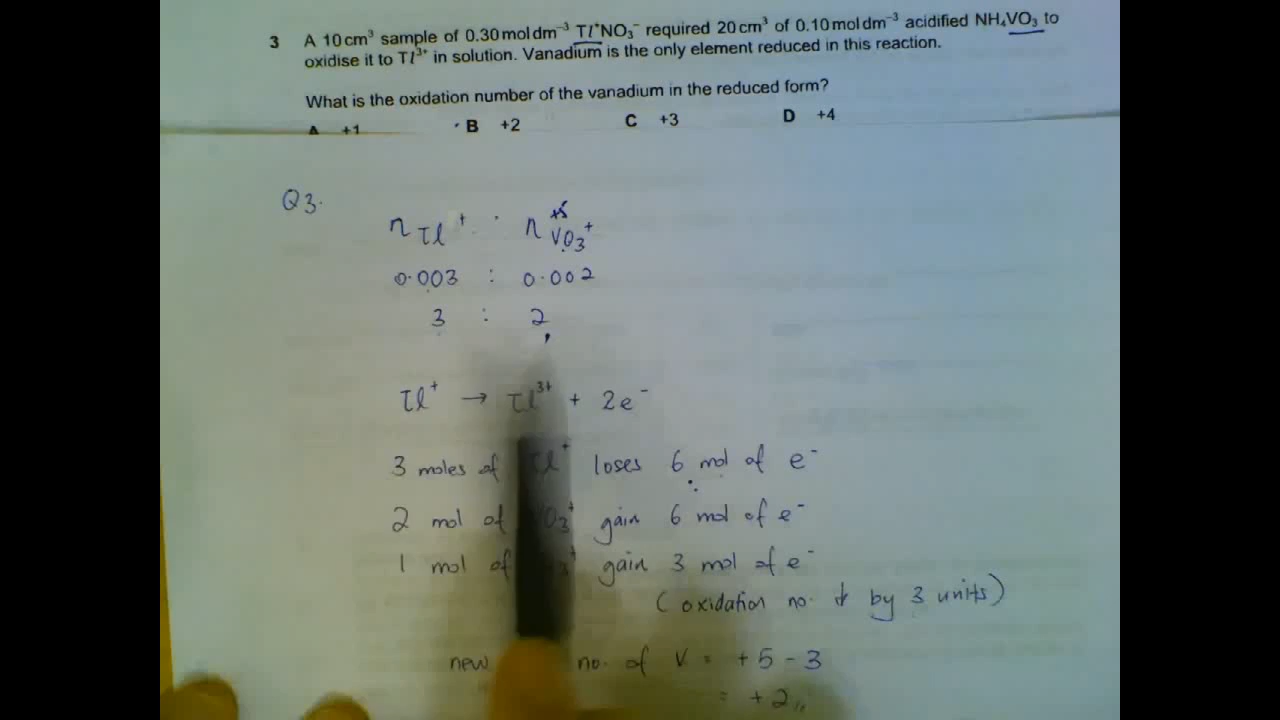 3 A 10 cm³ sample of 0.30 mol dm⁻³ Tl⁺NO₃⁻ required 20 cm³ of 0.10 mol dm⁻³ acidified NH₄VO₃ to
oxidise it to Tl³⁺ in solution. Vanadium is the only element reduced in this reaction.
What is the oxidation number of the vanadium in the reduced form?
A +1 B +2 C +3 D +4
Q3.
n Tl⁺ : n VO₃⁺ +5
0.003 : 0.002
3 : 2
Tl⁺ → Tl³⁺ + 2e⁻
3 moles of Tl⁺ loses 6 mol of e⁻
2 mol of gain 6 mol of e⁻
1 mol of gain 3 mol of e⁻
(oxidation no. ↓ by 3 units)
new no. of V = +5 - 3
= +2